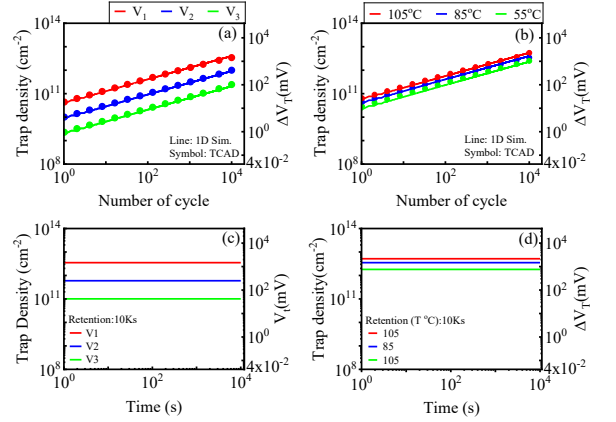 V1 V2 V3
105°C 85°C 55°C
10^14
10^11
10^8
Trap density (cm^-2)
(a)
Line: 1D Sim.
Symbol: TCAD
10^4
10^2
10^0
4x10^-2
ΔV_T(mV)
10^0 10^2 10^4
Number of cycle
10^14
10^11
10^8
Trap density (cm^-2)
(b)
Line: 1D Sim.
Symbol: TCAD
10^4
10^2
10^0
4x10^-2
ΔV_T(mV)
10^0 10^2 10^4
Number of cycle
10^14
10^11
10^8
Trap Density (cm^-2)
(c)
Retention:10Ks
V1
V2
V3
10^4
10^2
10^0
4x10^-2
V_t(mV)
10^0 10^2 10^4
Time (s)
10^14
10^11
10^8
Trap density(cm^-2)
(d)
Retention (T °C):10Ks
105
85
105
10^4
10^2
10^0
4x10^-2
ΔV_T(mV)
10^0 10^2 10^4
Time (s)